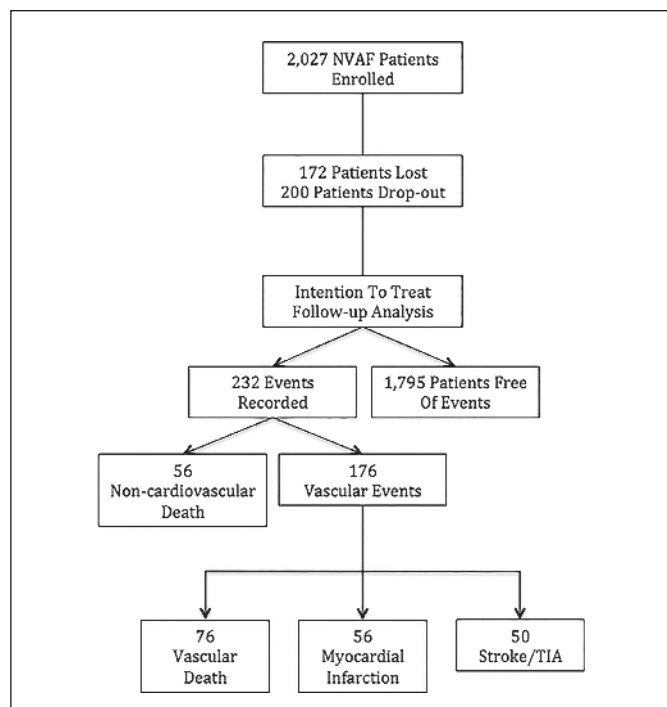 2,027 NVAF Patients
Enrolled
172 Patients Lost
200 Patients Drop-out
Intention To Treat
Follow-up Analysis
232 Events
Recorded
1,795 Patients Free
Of Events
56
Non-cardiovascular
Death
176
Vascular Events
76
Vascular
Death
56
Myocardial
Infarction
50
Stroke/TIA